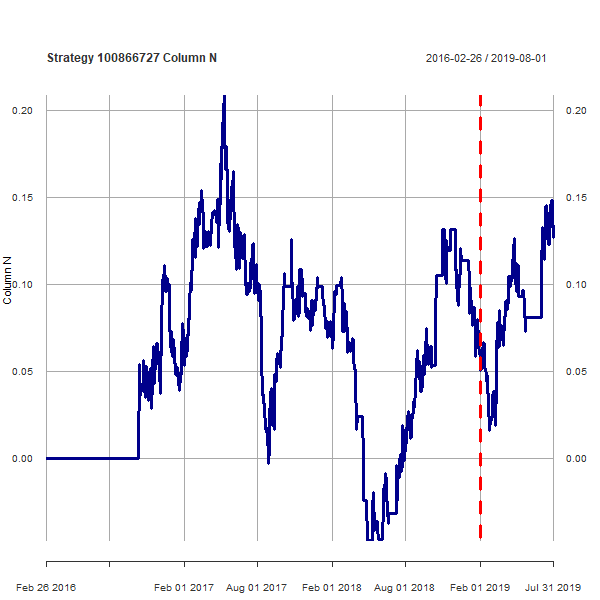 Strategy 100866727 Column N
2016-02-26 / 2019-08-01
0.20 0.20
0.15 0.15
0.10 0.10
0.05 0.05
0.00 0.00
Column N
Feb 26 2016 Feb 01 2017 Aug 01 2017 Feb 01 2018 Aug 01 2018 Feb 01 2019 Jul 31 2019